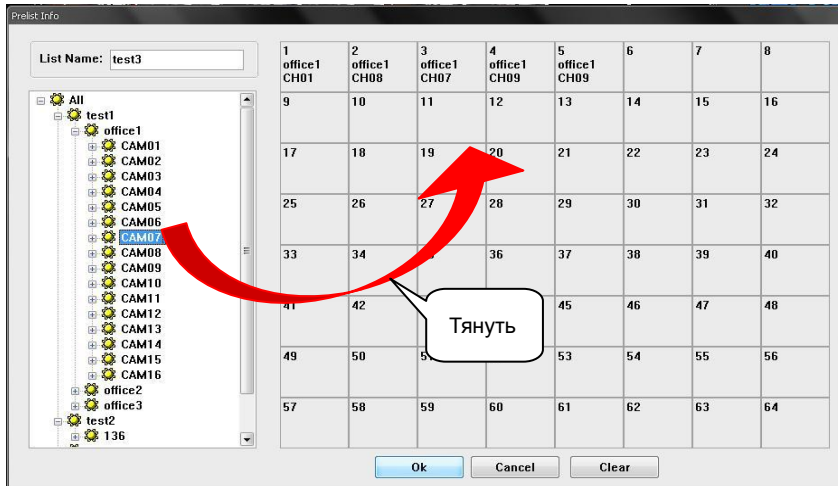 Prelist Info
List Name: test3
All
test1
office1
CAM01
CAM02
CAM03
CAM04
CAM05
CAM06
CAM07
CAM08
CAM09
CAM10
CAM11
CAM12
CAM13
CAM14
CAM15
CAM16
office2
office3
test2
136
1 2 3 4 5 6 7 8
office1 office1 office1 office1 office1
CH01 CH08 CH07 CH09 CH09
9 10 11 12 13 14 15 16
17 18 19 20 21 22 23 24
25 26 27 28 29 30 31 32
33 34 36 37 38 39 40
41 42 45 46 47 48
Тянуть
49 50 53 54 55 56
57 58 59 60 61 62 63 64
Ok Cancel Clear